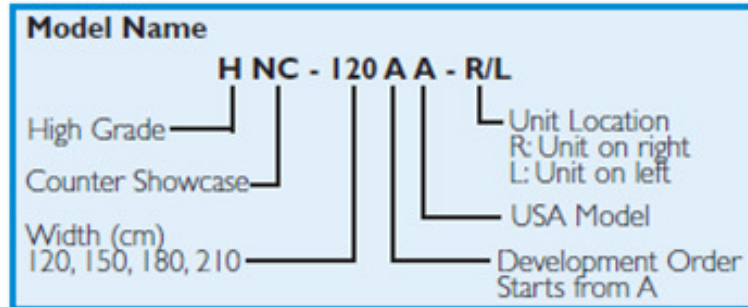 Model Name
H NC - 120 A A - R/L
High Grade
Counter Showcase
Width (cm)
120, 150, 180, 210
Unit Location
R: Unit on right
L: Unit on left
USA Model
Development Order
Starts from A